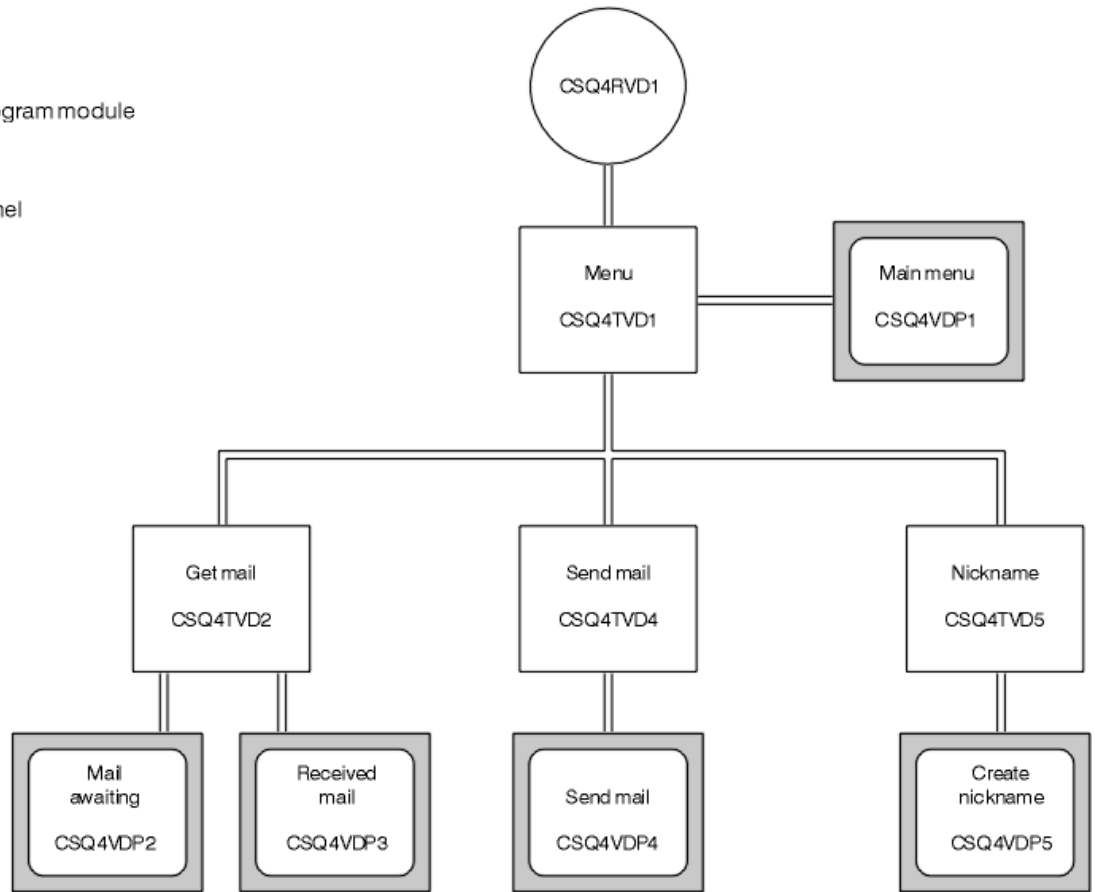 CSQ4RVD1
ogram module
nel
Menu
CSQ4TVD1
Main menu
CSQ4VDP1
Get mail
CSQ4TVD2
Send mail
CSQ4TVD4
Nickname
CSQ4TVD5
Mail
awaiting
CSQ4VDP2
Received
mail
CSQ4VDP3
Send mail
CSQ4VDP4
Create
nickname
CSQ4VDP5